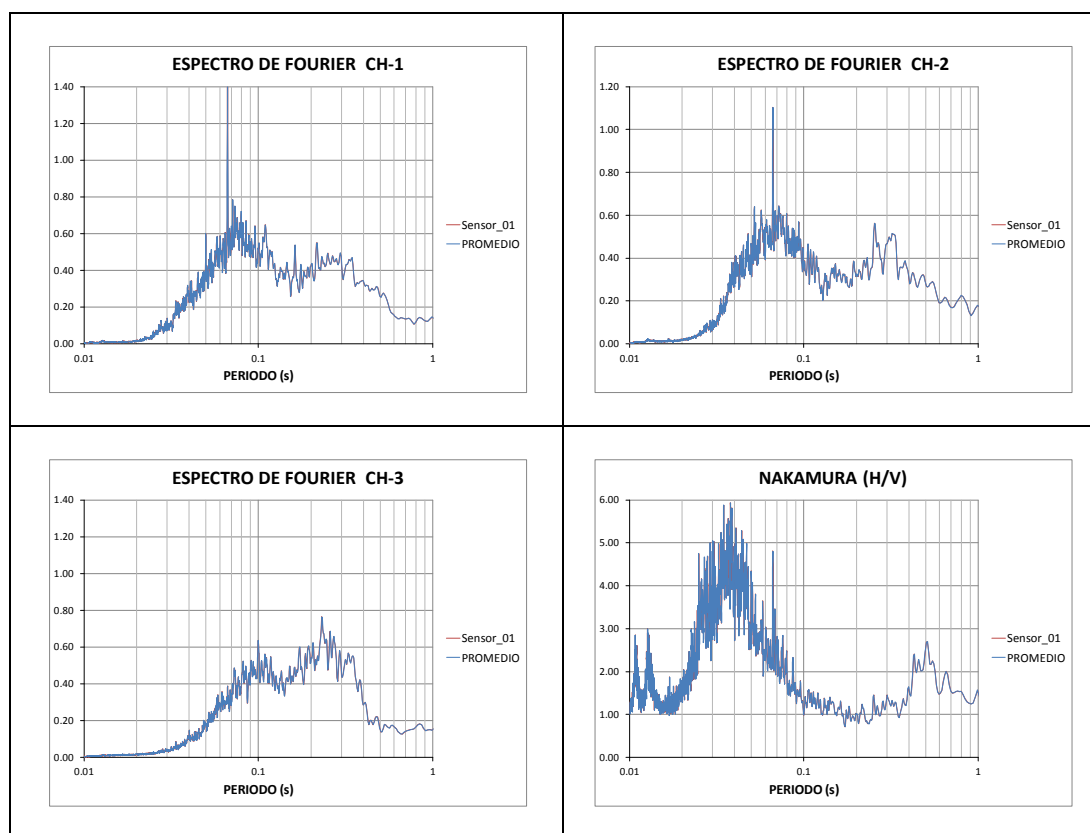 ESPECTRO DE FOURIER CH-1
1.40
1.20
1.00
0.80
0.60
0.40
0.20
0.00
0.01
0.1
1
PERIODO (s)
Sensor_01
PROMEDIO
ESPECTRO DE FOURIER CH-2
1.20
1.00
0.80
0.60
0.40
0.20
0.00
0.01
0.1
1
PERIODO (s)
Sensor_01
PROMEDIO
ESPECTRO DE FOURIER CH-3
1.40
1.20
1.00
0.80
0.60
0.40
0.20
0.00
0.01
0.1
1
PERIODO (s)
Sensor_01
PROMEDIO
NAKAMURA (H/V)
6.00
5.00
4.00
3.00
2.00
1.00
0.00
0.01
0.1
1
PERIODO (s)
Sensor_01
PROMEDIO